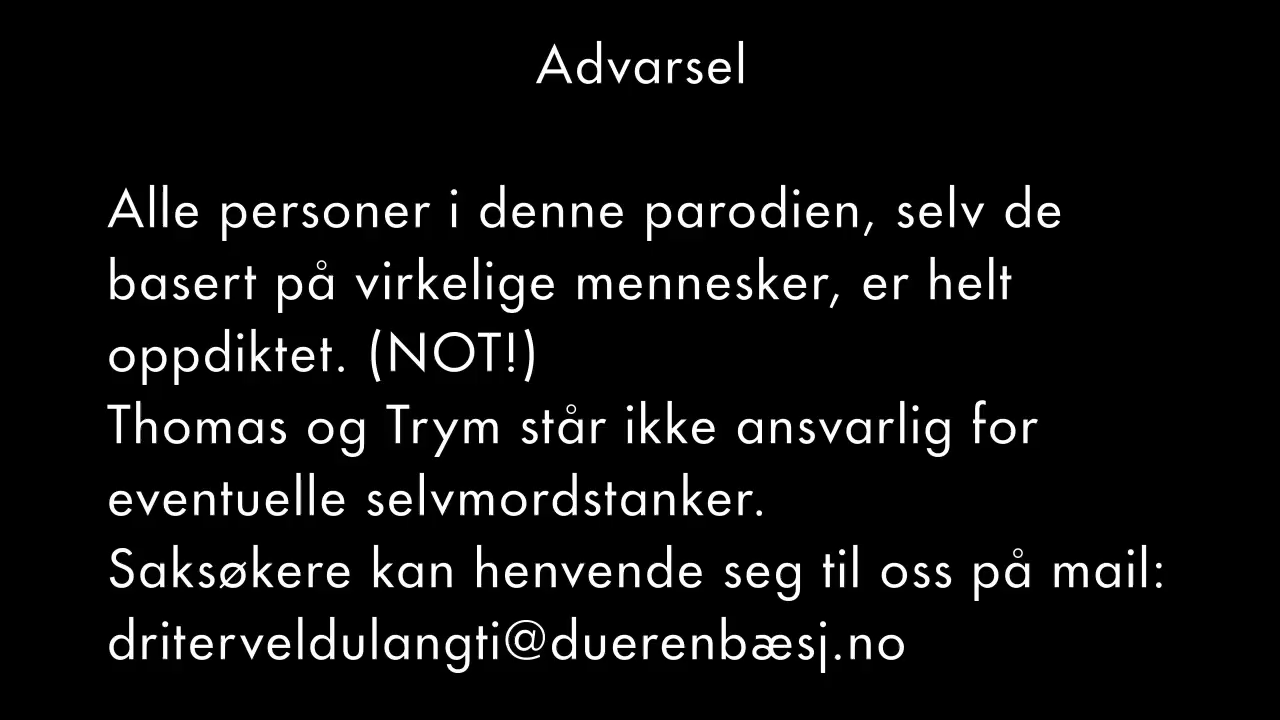 Advarsel
Alle personer i denne parodien, selv de
basert på virkelige mennesker, er helt
oppdiktet. (NOT!)
Thomas og Trym står ikke ansvarlig for
eventuelle selvmordstanker.
Saksøkere kan henvende seg til oss på mail:
driterveldulangti@duerenbæsj.no